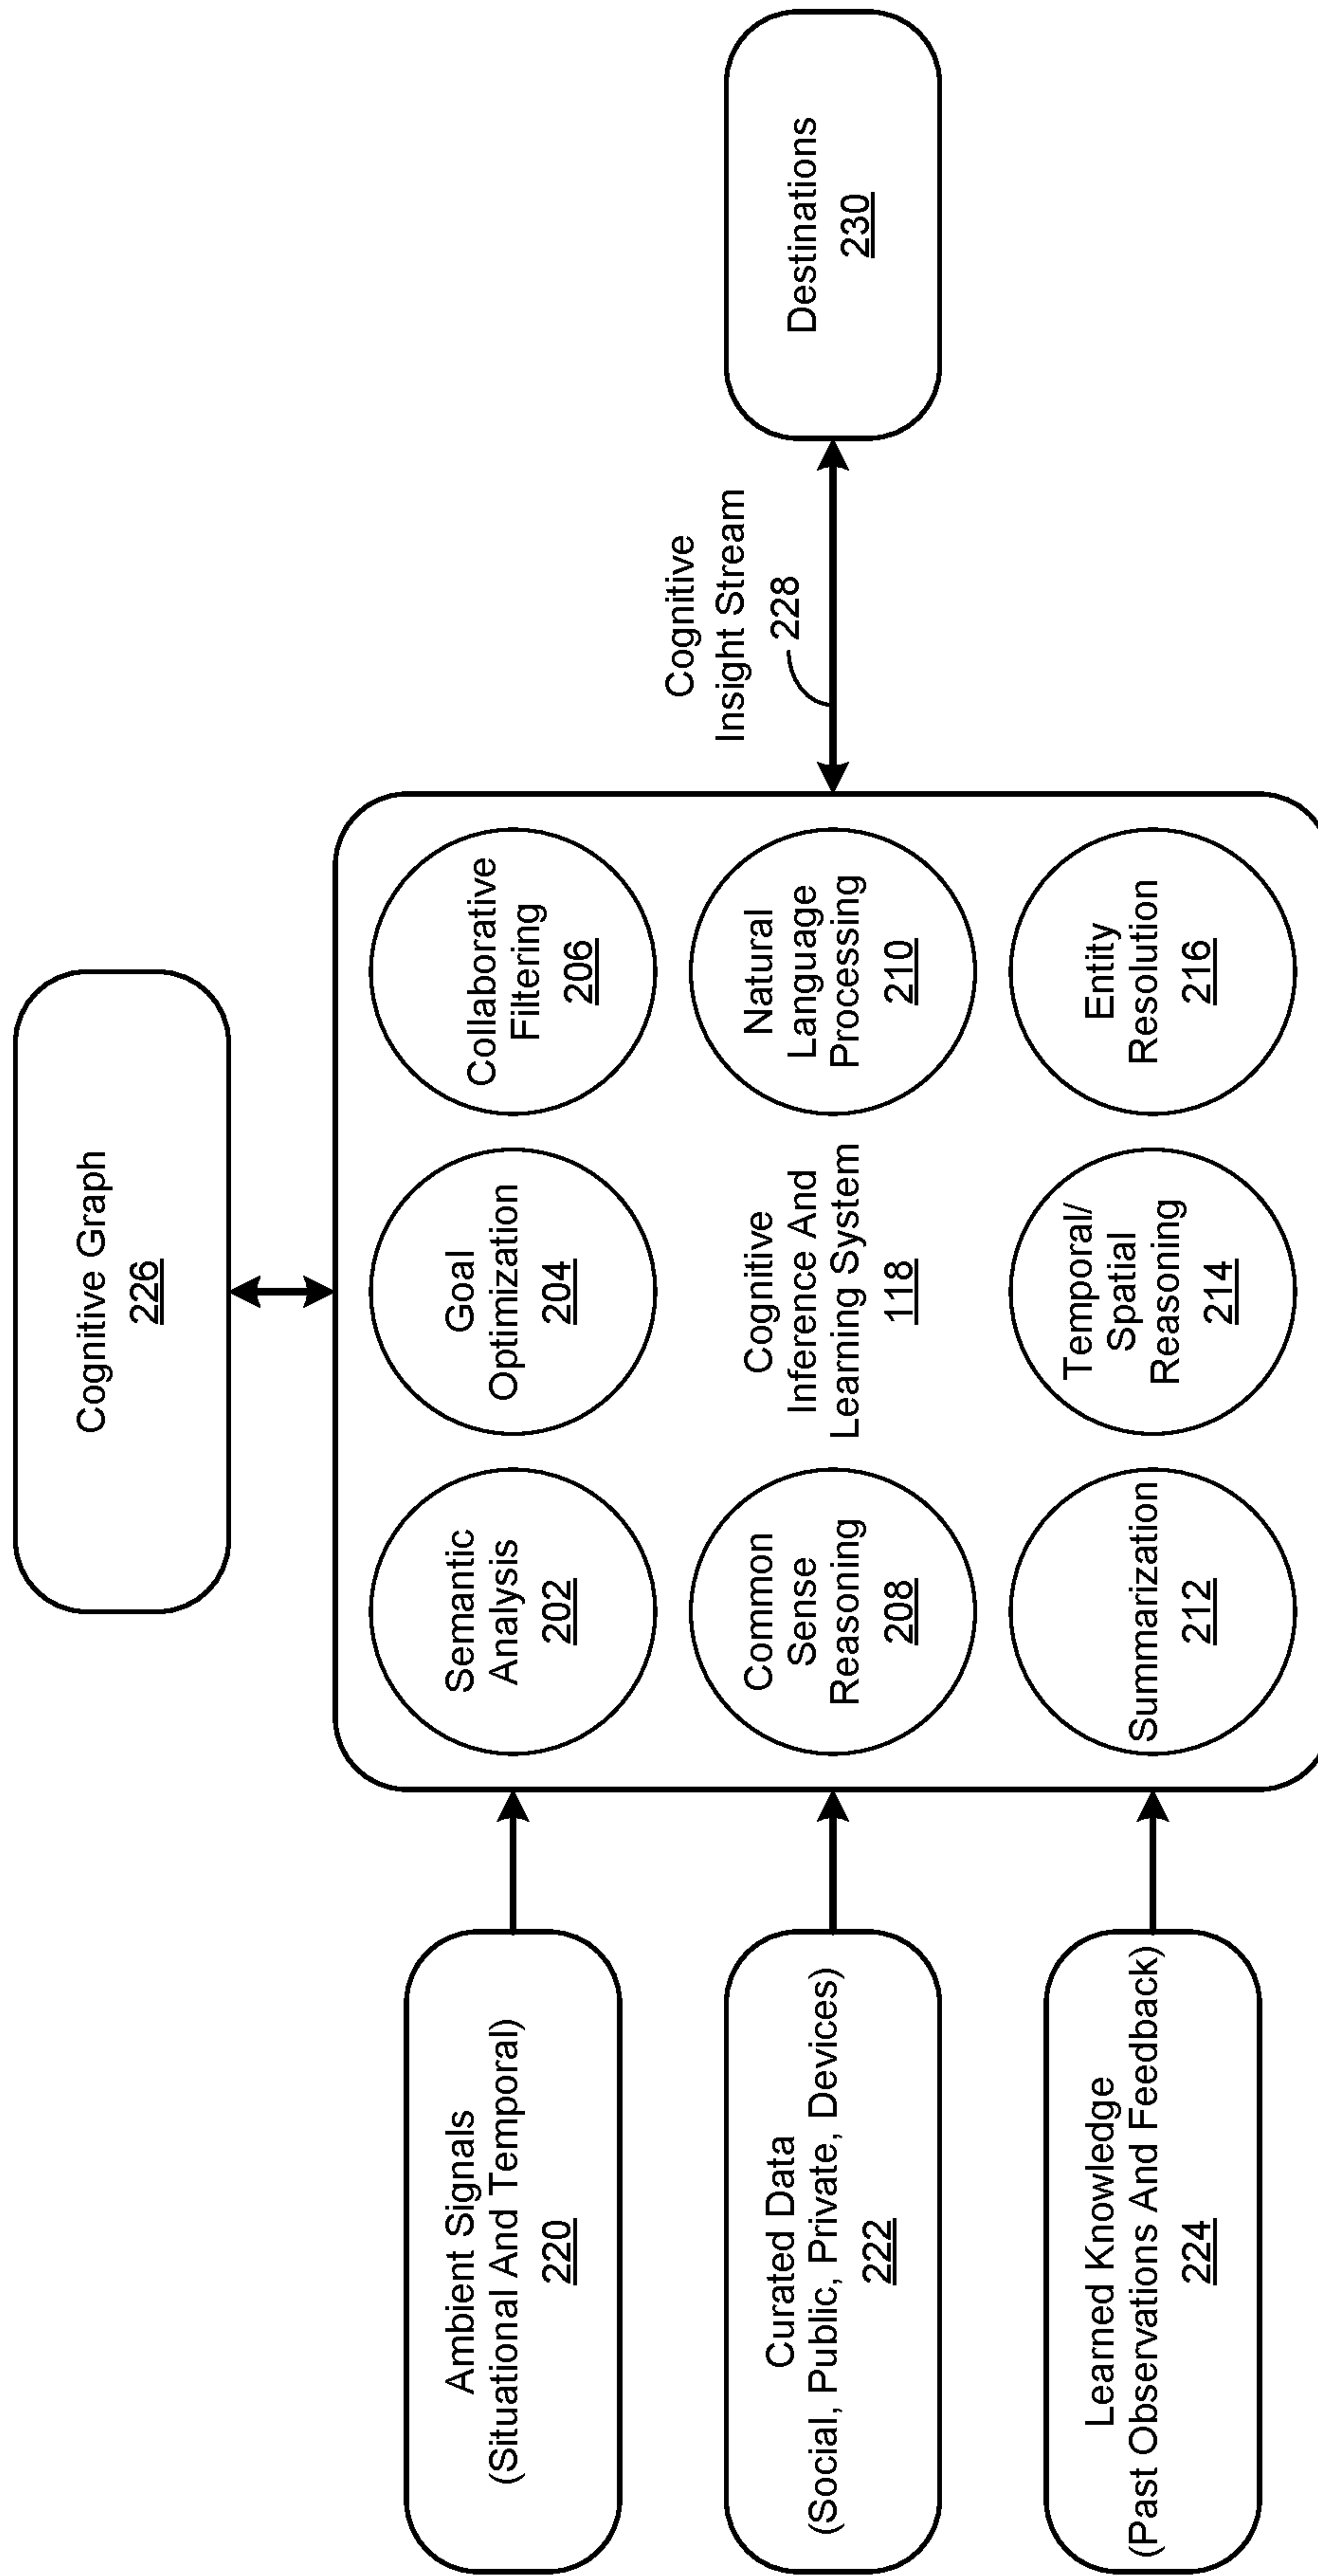 Cognitive Graph
226
Ambient Signals
(Situational And Temporal)
220
Curated Data
(Social, Public, Private, Devices)
222
Learned Knowledge
(Past Observations And Feedback)
224
Semantic
Analysis
202
Goal
Optimization
204
Collaborative
Filtering
206
Common
Sense
Reasoning
208
Cognitive
Inference And
Learning System
118
Natural
Language
Processing
210
Summarization
212
Temporal/
Spatial
Reasoning
214
Entity
Resolution
216
Cognitive
Insight Stream
228
Destinations
230